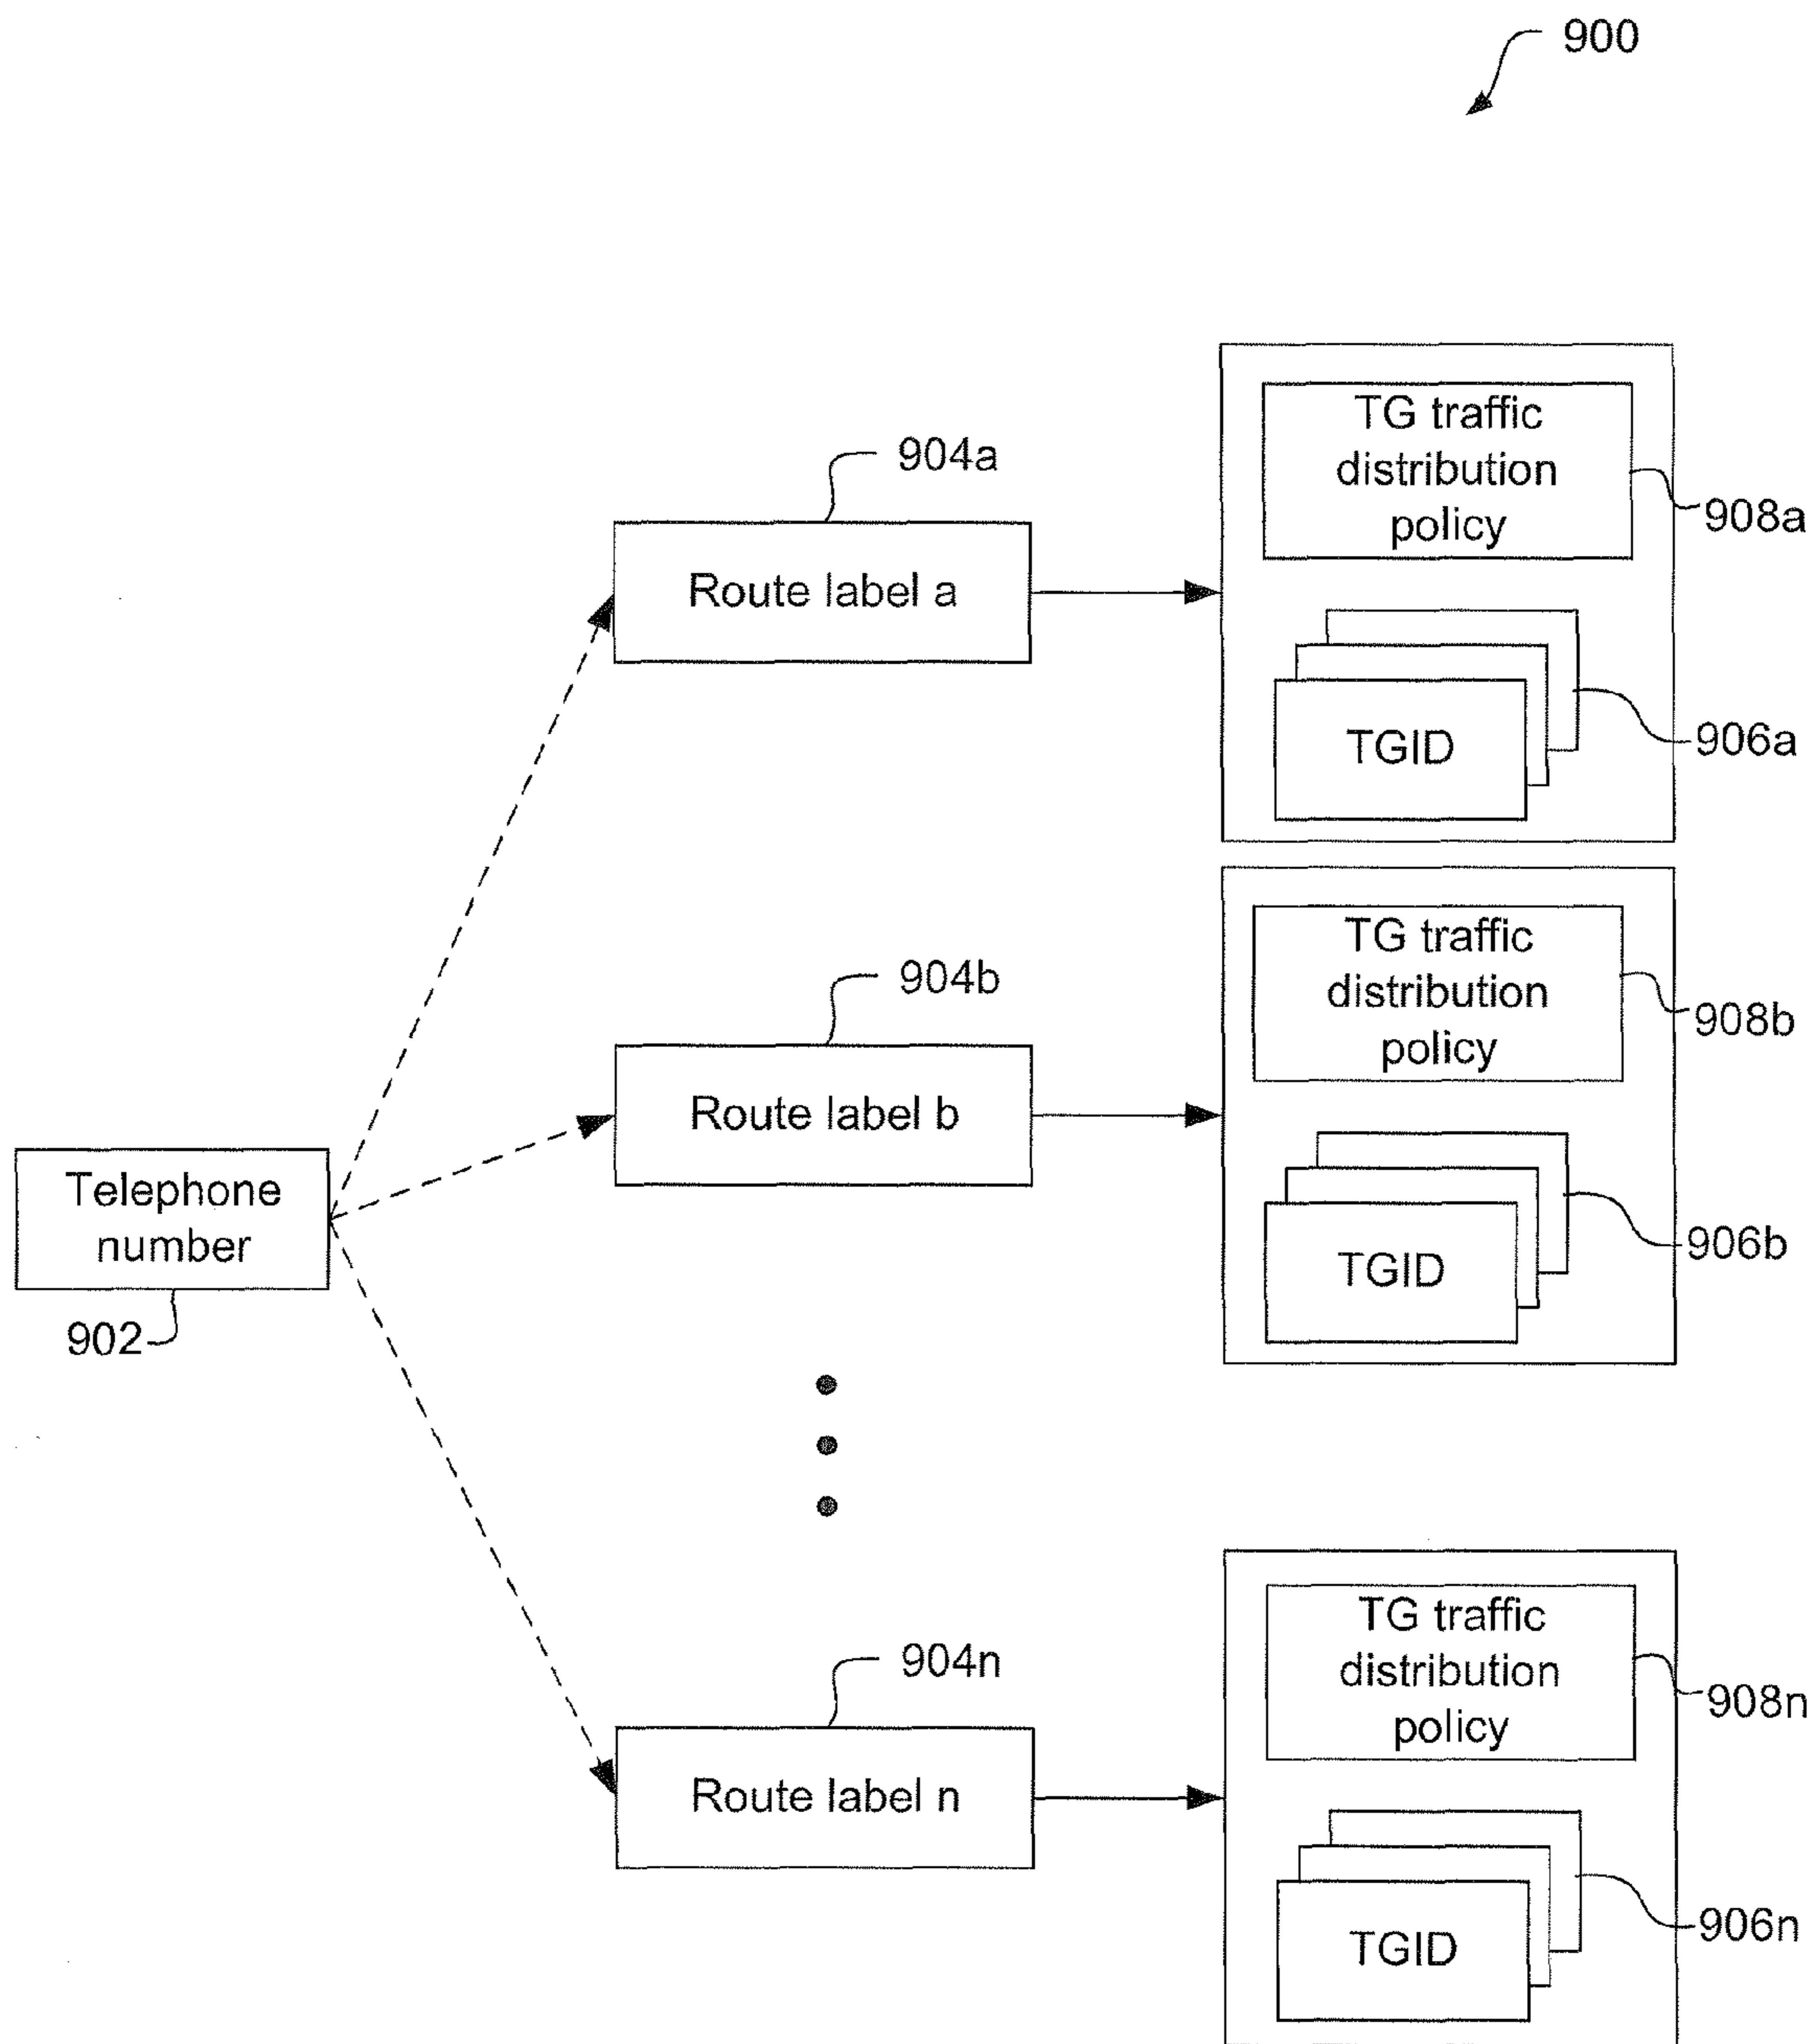 900
904a
Route label a
TG traffic
distribution
policy
908a
TGID
906a
904b
Route label b
TG traffic
distribution
policy
908b
TGID
906b
Telephone
number
902
904n
Route label n
TG traffic
distribution
policy
908n
TGID
906n